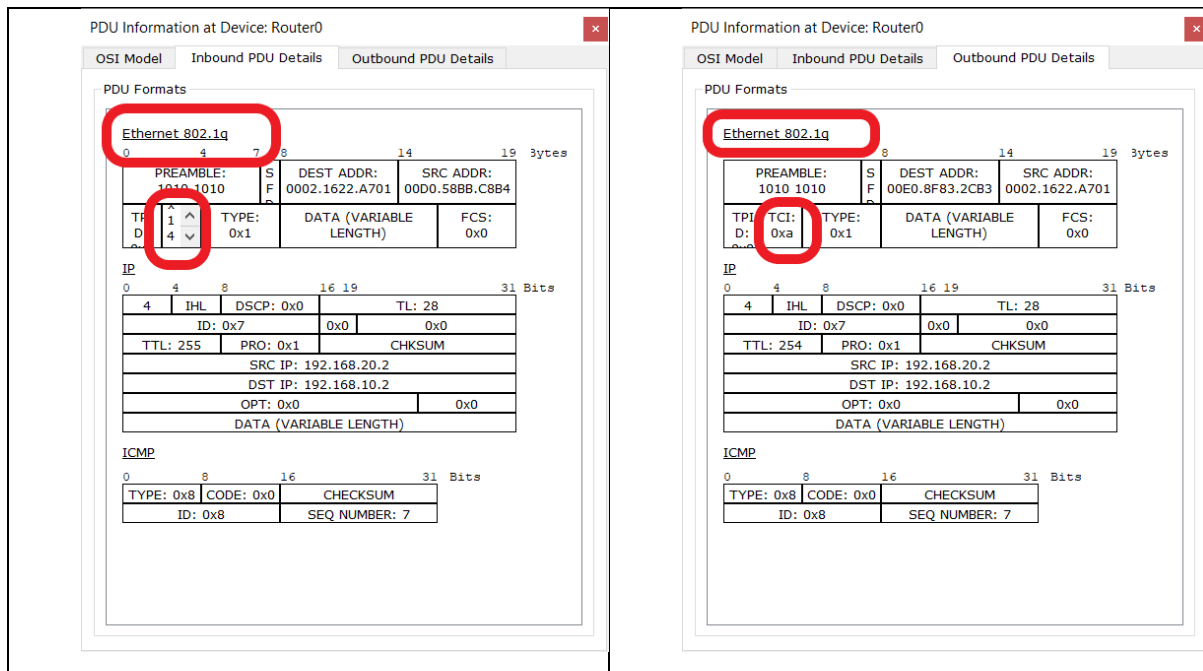 PDU Information at Device: Router0
OSI Model Inbound PDU Details Outbound PDU Details
PDU Formats
Ethernet 802.1q
0 4 7 8 14 19 Bytes
PREAMBLE: 1010 1010 SF DEST ADDR: 0002.1622.A701 SRC ADDR: 00D0.58BB.C8B4
TPI D: 1 4 TYPE: 0x1 DATA (VARIABLE LENGTH) FCS: 0x0
IP
0 4 8 16 19 31 Bits
4 IHL DSCP: 0x0 TL: 28
ID: 0x7 0x0 0x0
TTL: 255 PRO: 0x1 CHKSUM
SRC IP: 192.168.20.2
DST IP: 192.168.10.2
OPT: 0x0 0x0
DATA (VARIABLE LENGTH)
ICMP
0 8 16 31 Bits
TYPE: 0x8 CODE: 0x0 CHECKSUM
ID: 0x8 SEQ NUMBER: 7
PDU Information at Device: Router0
OSI Model Inbound PDU Details Outbound PDU Details
PDU Formats
Ethernet 802.1q
8 14 19 Bytes
PREAMBLE: 1010 1010 SF DEST ADDR: 00E0.8F83.2CB3 SRC ADDR: 0002.1622.A701
TPI D: TCI: 0xa TYPE: 0x1 DATA (VARIABLE LENGTH) FCS: 0x0
IP
0 4 8 16 19 31 Bits
4 IHL DSCP: 0x0 TL: 28
ID: 0x7 0x0 0x0
TTL: 254 PRO: 0x1 CHKSUM
SRC IP: 192.168.20.2
DST IP: 192.168.10.2
OPT: 0x0 0x0
DATA (VARIABLE LENGTH)
ICMP
0 8 16 31 Bits
TYPE: 0x8 CODE: 0x0 CHECKSUM
ID: 0x8 SEQ NUMBER: 7